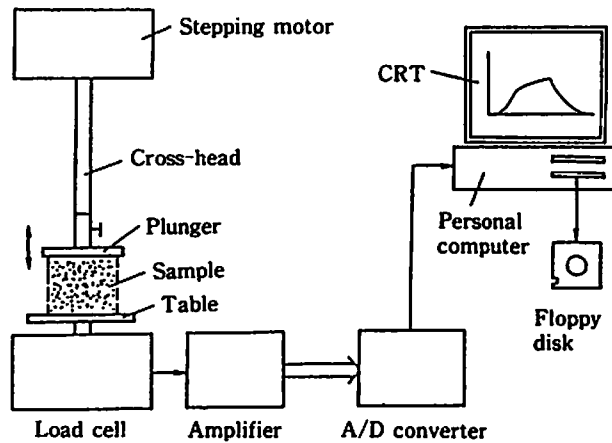 Stepping motor
CRT
Cross-head
Plunger
Sample
Table
Personal
computer
Floppy
disk
Load cell
Amplifier
A/D converter